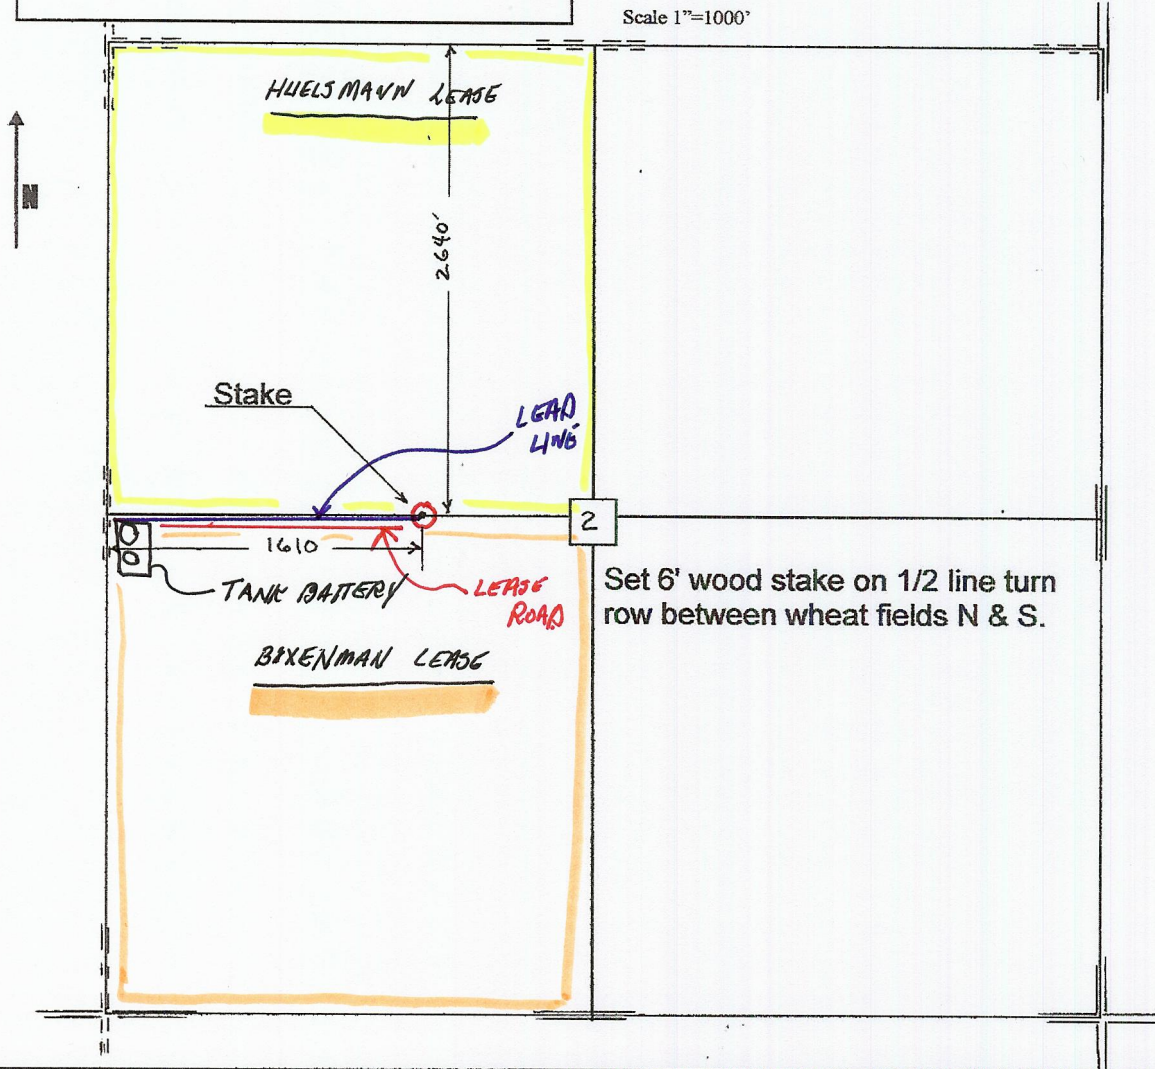 Scale 1”=1000’
HUELSMANN LEASE
N
2640'
Stake
LEAD
LINE
2
1610
TANK BATTERY
LEASE
ROAD
Set 6' wood stake on 1/2 line turn
row between wheat fields N & S.
BIXENMAN LEASE